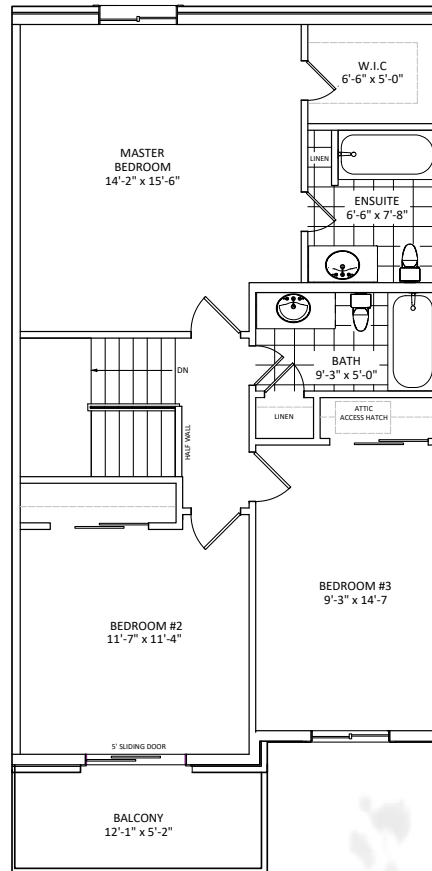 W.I.C
6'-6" x 5'-0"
MASTER
BEDROOM
14'-2" x 15'-6"
LINEN
ENSUITE
6'-6" x 7'-8"
BATH
9'-3" x 5'-0"
DN
LINEN
ATTIC
ACCESS HATCH
HALF WALL
BEDROOM #3
9'-3" x 14'-7
BEDROOM #2
11'-7" x 11'-4"
5' SLIDING DOOR
BALCONY
12'-1" x 5'-2"